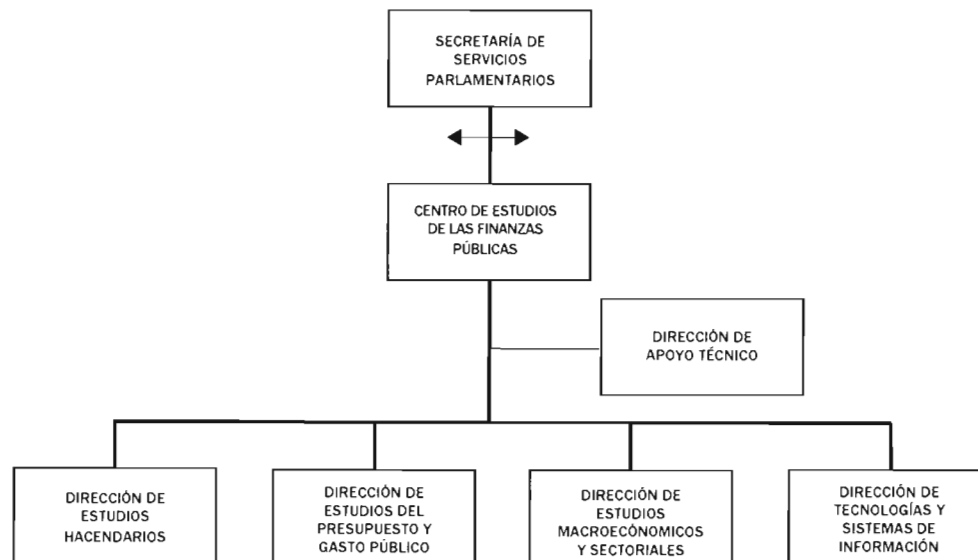 SECRETARÍA DE
SERVICIOS
PARLAMENTARIOS
CENTRO DE ESTUDIOS
DE LAS FINANZAS
PÚBLICAS
DIRECCIÓN DE
APOYO TÉCNICO
DIRECCIÓN DE
ESTUDIOS
HACENDARIOS
DIRECCIÓN DE
ESTUDIOS DEL
PRESUPUESTO Y
GASTO PÚBLICO
DIRECCIÓN DE
ESTUDIOS
MACROECÓNOMICOS
Y SECTORIALES
DIRECCIÓN DE
TECNOLOGÍAS Y
SISTEMAS DE
INFORMACIÓN